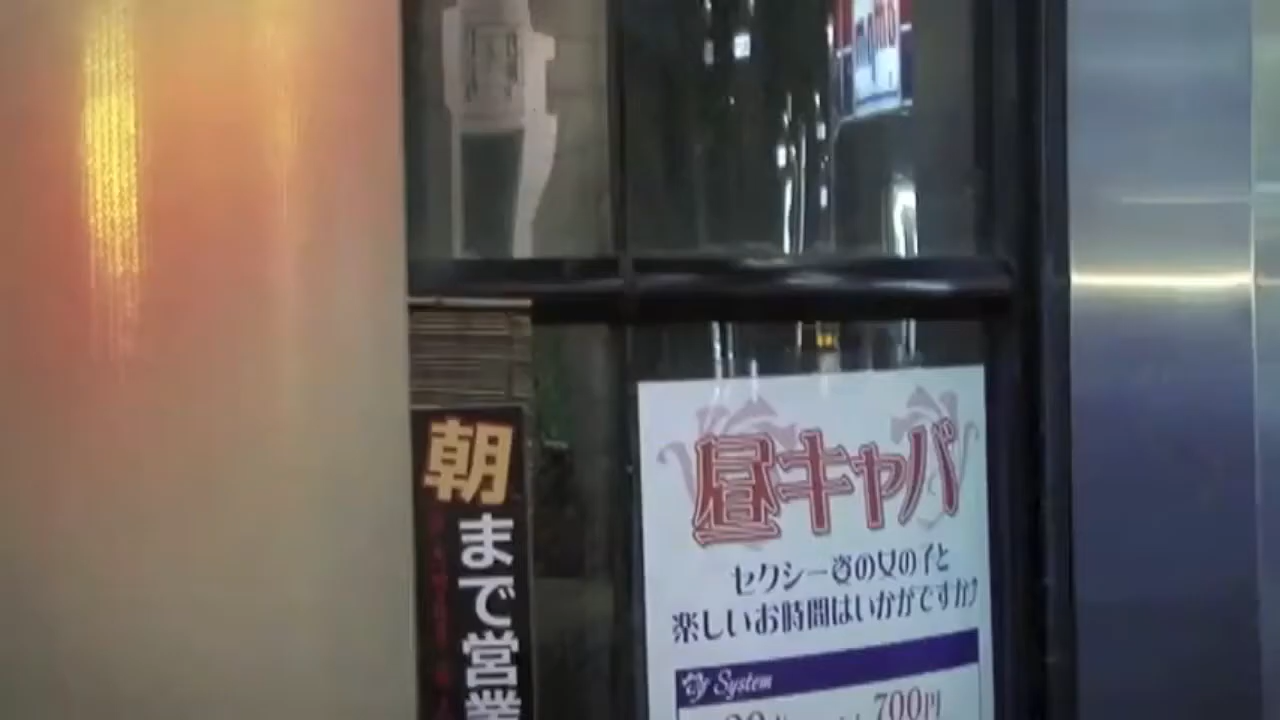 momo
朝
まで営業
昼キャバ
セクシー姿の女の子と
楽しいお時間はいかがですか?
System
700円